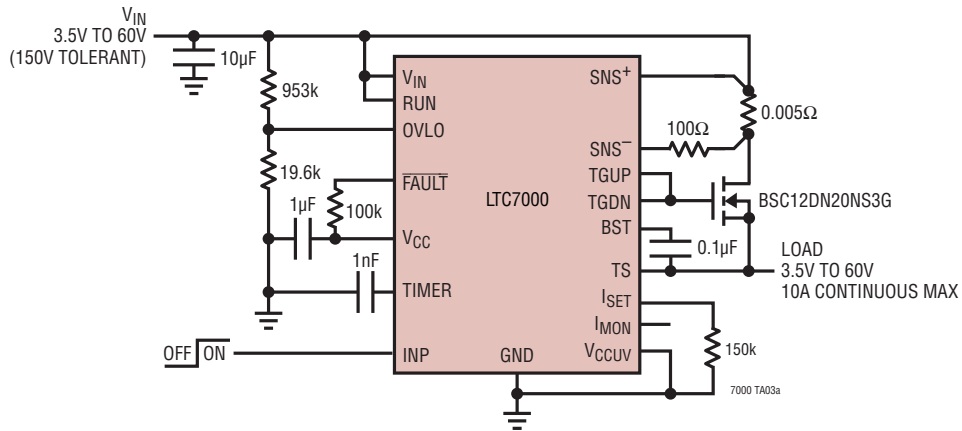 VIN
3.5V TO 60V
(150V TOLERANT)
10µF
953k
19.6k
1µF
100k
1nF
OFF ON
VIN
RUN
OVLO
FAULT
VCC
TIMER
INP
LTC7000
GND
SNS+
SNS–
TGUP
TGDN
BST
TS
ISET
IMON
VCCUV
100Ω
0.005Ω
BSC12DN20NS3G
0.1µF
LOAD
3.5V TO 60V
10A CONTINUOUS MAX
150k
7000 TA03a